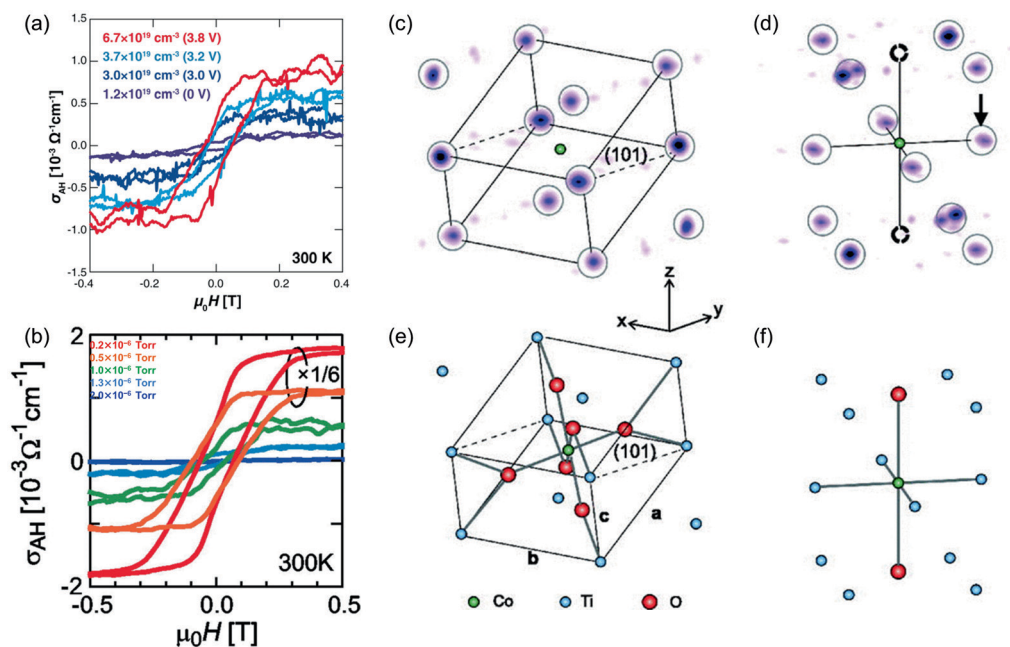 (a)
6.7×10¹⁹ cm⁻³ (3.8 V)
3.7×10¹⁹ cm⁻³ (3.2 V)
3.0×10¹⁹ cm⁻³ (3.0 V)
1.2×10¹⁹ cm⁻³ (0 V)
σAH [10⁻³ Ω⁻¹cm⁻¹]
1.5
1.0
0.5
0.0
-0.5
-1.0
-1.5
300 K
-0.4
-0.2
0.0
0.2
0.4
μ₀H [T]
(b)
0.2×10⁻⁶ Torr
0.5×10⁻⁶ Torr
1.0×10⁻⁶ Torr
1.3×10⁻⁶ Torr
2.0×10⁻⁶ Torr
×1/6
σAH [10⁻³Ω⁻¹cm⁻¹]
2
1
0
-1
-2
300K
-0.5
0.0
0.5
μ₀H [T]
(c)
(101)
(d)
z
x
y
(e)
(101)
c
a
b
Co
Ti
O
(f)